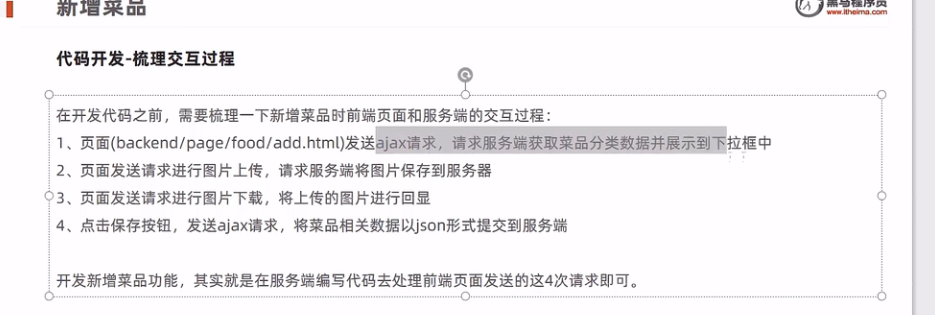 新增菜品
黑马程序员
www.itheima.com
代码开发-梳理交互过程
在开发代码之前，需要梳理一下新增菜品时前端页面和服务端的交互过程：
1、页面(backend/page/food/add.html)发送ajax请求，请求服务端获取菜品分类数据并展示到下拉框中
2、页面发送请求进行图片上传，请求服务端将图片保存到服务器
3、页面发送请求进行图片下载，将上传的图片进行回显
4、点击保存按钮，发送ajax请求，将菜品相关数据以json形式提交到服务端
开发新增菜品功能，其实就是在服务端编写代码去处理前端页面发送的这4次请求即可。